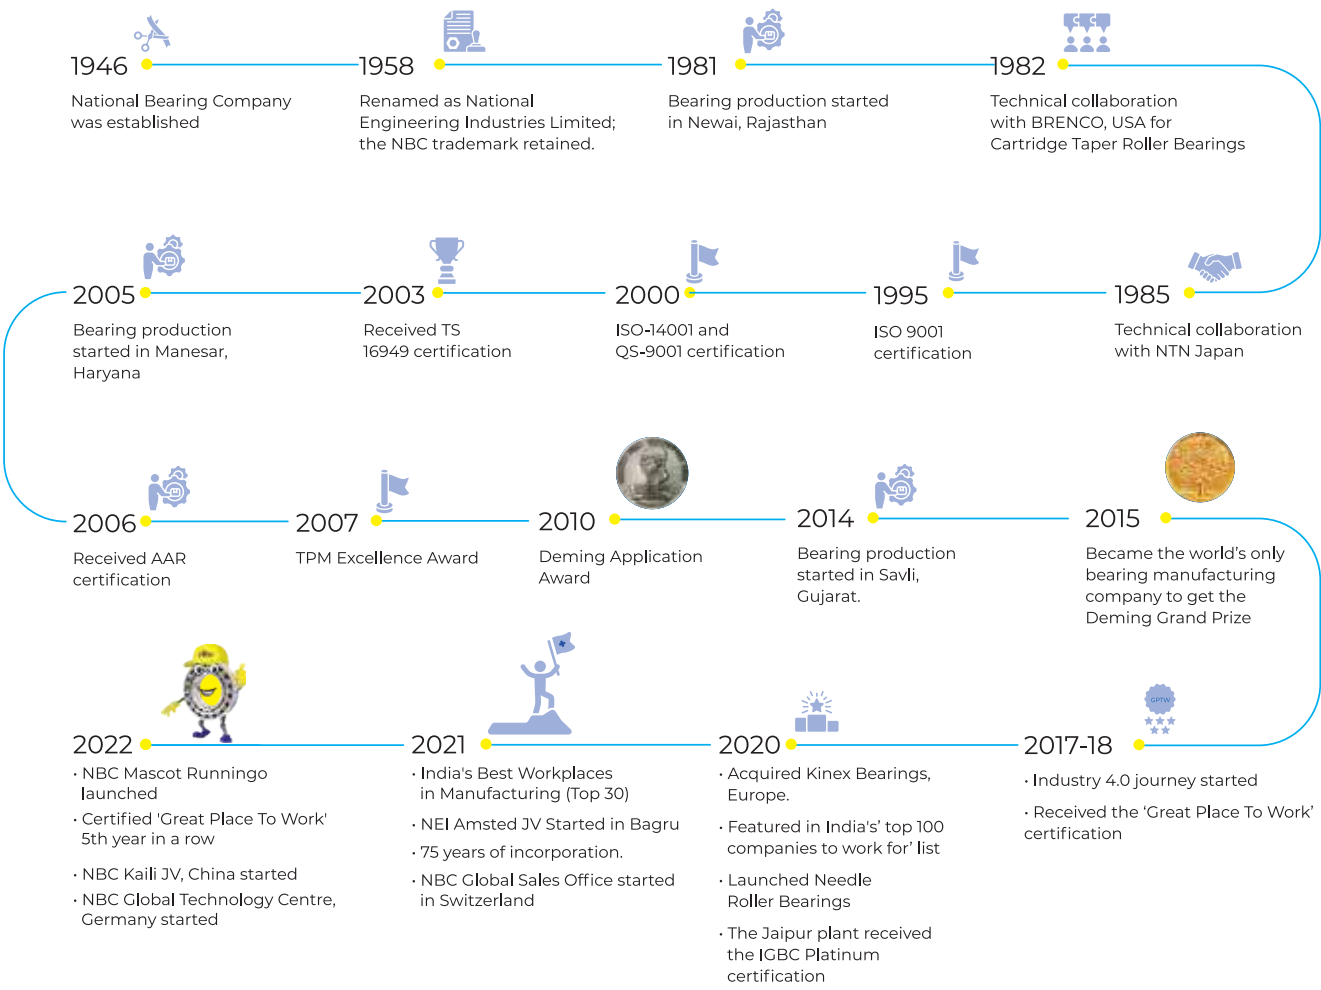 1946
National Bearing Company
was established
1958
Renamed as National
Engineering Industries Limited;
the NBC trademark retained.
1981
Bearing production started
in Newai, Rajasthan
1982
Technical collaboration
with BRENCO, USA for
Cartridge Taper Roller Bearings
2005
Bearing production
started in Manesar,
Haryana
2003
Received TS
16949 certification
2000
ISO-14001 and
QS-9001 certification
1995
ISO 9001
certification
1985
Technical collaboration
with NTN Japan
2006
Received AAR
certification
2007
TPM Excellence Award
2010
Deming Application
Award
2014
Bearing production
started in Savli,
Gujarat.
2015
Became the world's only
bearing manufacturing
company to get the
Deming Grand Prize
2022
· NBC Mascot Runningo
launched
· Certified 'Great Place To Work'
5th year in a row
· NBC Kaili JV, China started
· NBC Global Technology Centre,
Germany started
2021
· India's Best Workplaces
in Manufacturing (Top 30)
· NEI Amsted JV Started in Bagru
· 75 years of incorporation.
· NBC Global Sales Office started
in Switzerland
2020
· Acquired Kinex Bearings,
Europe.
· Featured in India's' top 100
companies to work for' list
· Launched Needle
Roller Bearings
· The Jaipur plant received
the IGBC Platinum
certification
GPTW
2017-18
· Industry 4.0 journey started
· Received the 'Great Place To Work'
certification